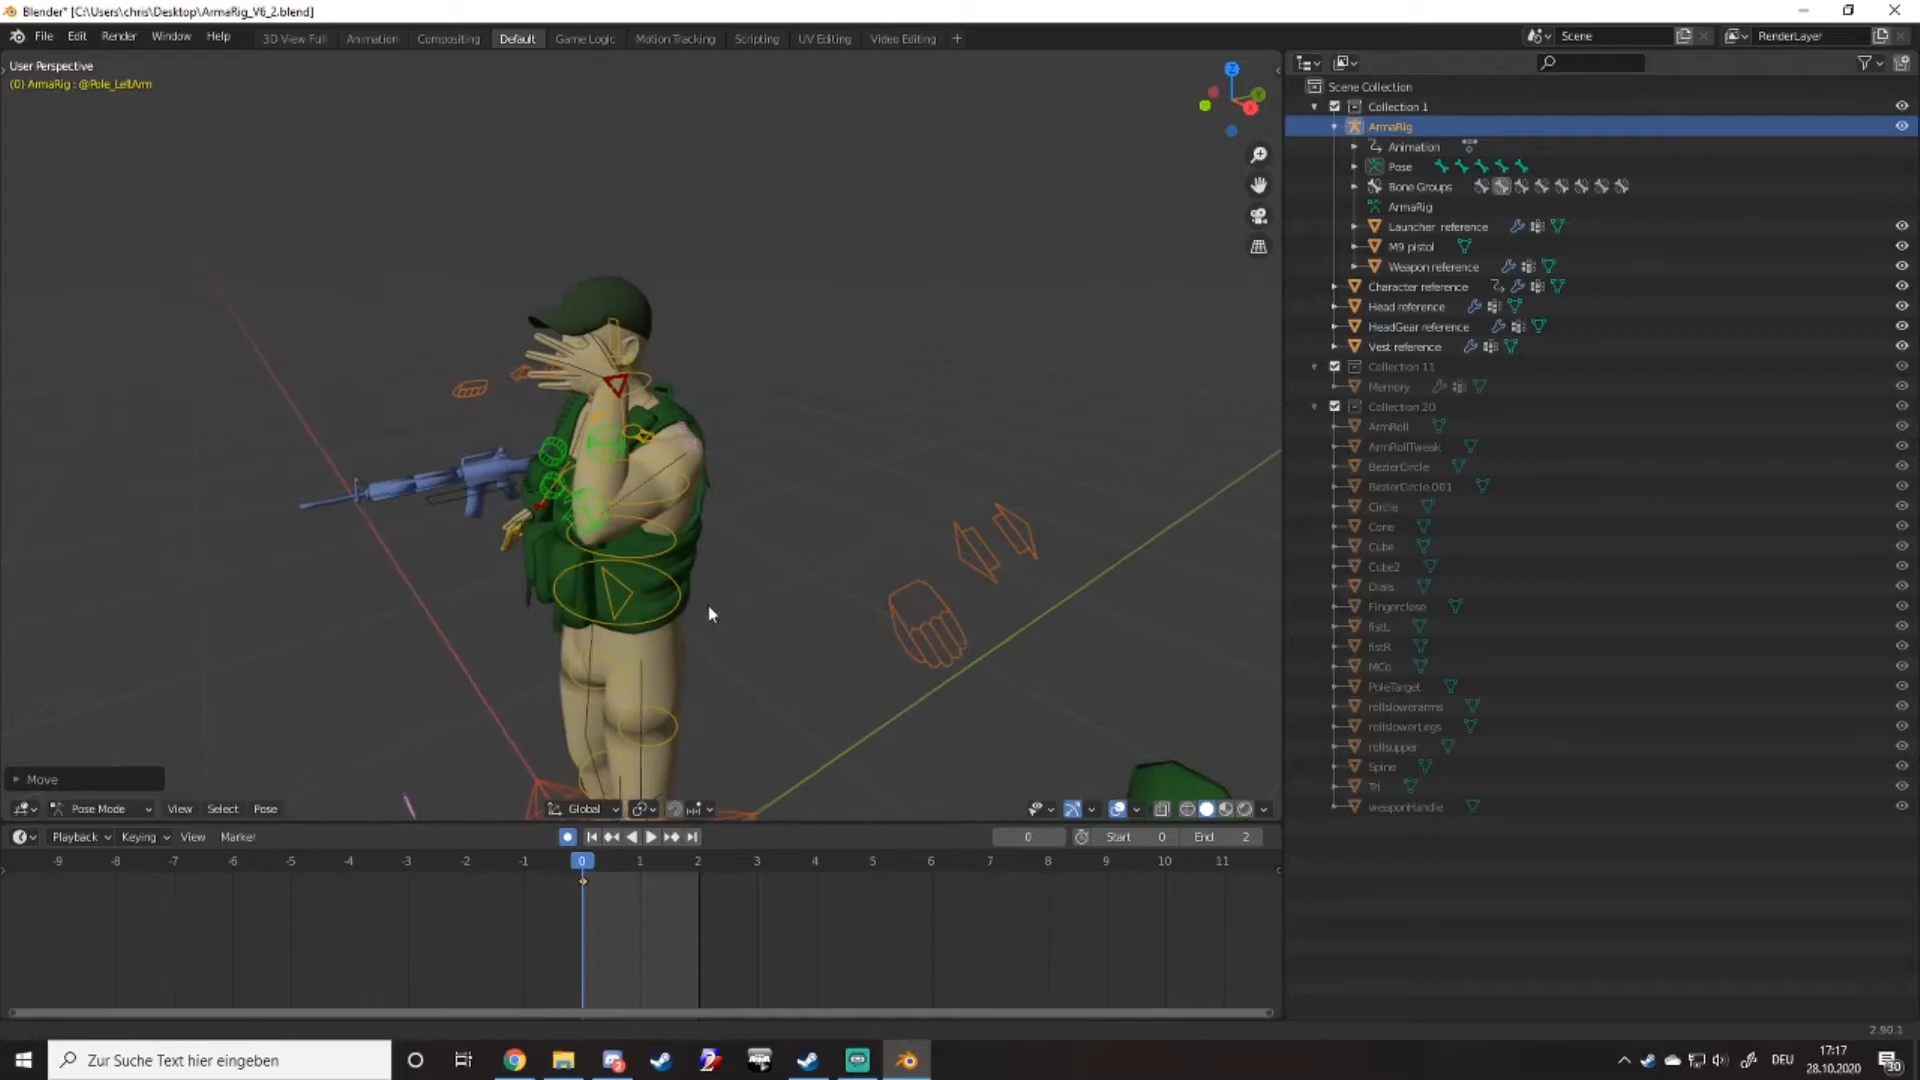 Blender* [C:\Users\chris\Desktop\ArmaRig_V6_2.blend]
File Edit Render Window Help 3D View Full Animation Compositing Default Game Logic Motion Tracking Scripting UV Editing Video Editing + Scene RenderLayer
User Perspective
(0) ArmaRig : @Pole_LeftArm
Z
Y
X
Scene Collection
Collection 1
ArmaRig
Animation
Pose
Bone Groups
ArmaRig
Launcher reference
M9 pistol
Weapon reference
Character reference
Head reference
HeadGear reference
Vest reference
Collection 11
Memory
Collection 20
ArmRoll
ArmRollTweak
BezierCircle
BezierCircle.001
Circle
Cone
Cube
Cube2
Fingerclose
fistL
fistR
MCo
PoleTarget
rollslowerarms
rollslowerLegs
rollsupper
Spine
Tri
weaponHandle
Move
Pose Mode View Select Pose Global
Playback Keying View Marker 0 Start 0 End 2
-9 -8 -7 -6 -5 -4 -3 -2 -1 0 1 2 3 4 5 6 7 8 9 10 11
2.90.1
Zur Suche Text hier eingeben
DEU
17:17
28.10.2020
30